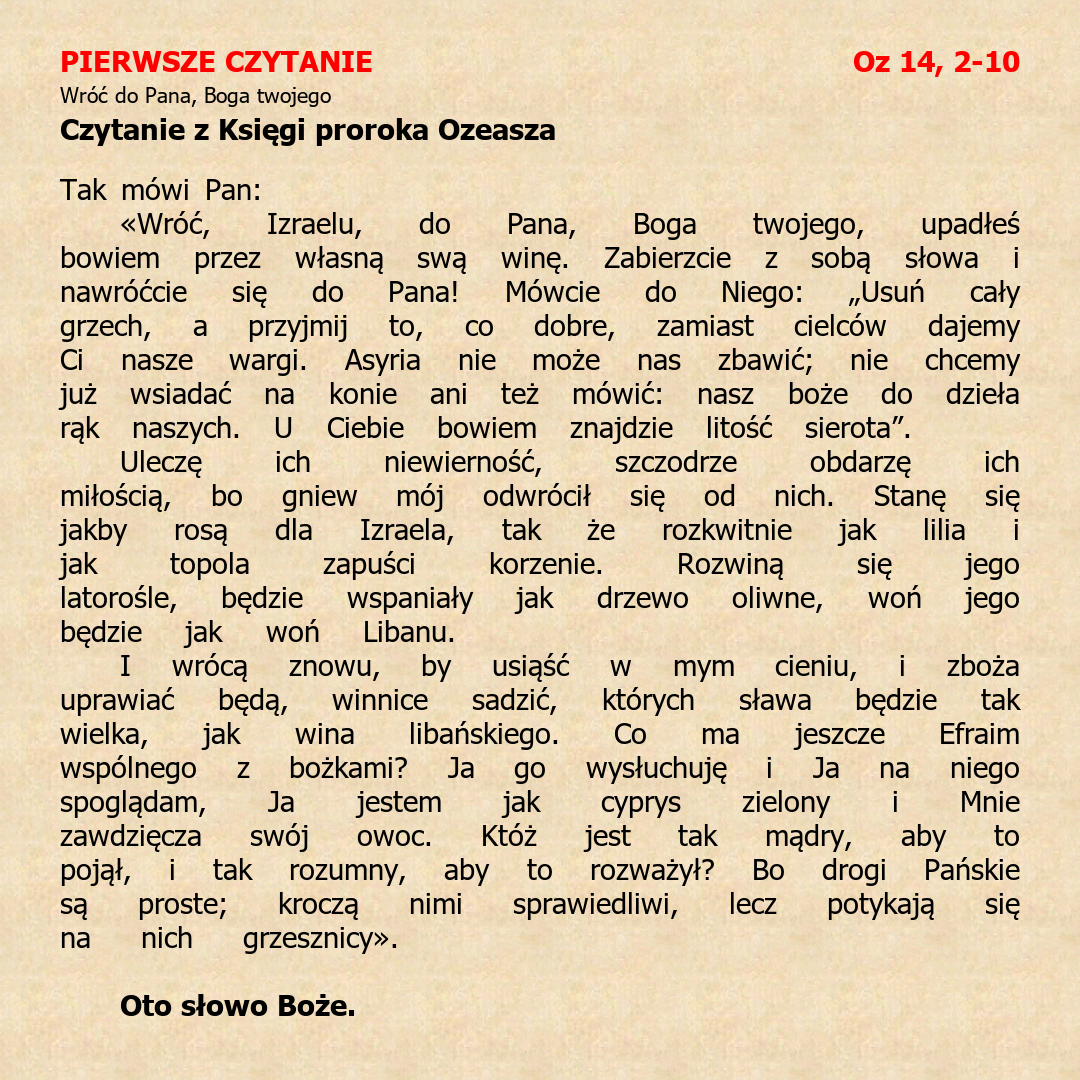 PIERWSZE CZYTANIE Oz 14, 2-10
Wróć do Pana, Boga twojego
Czytanie z Księgi proroka Ozeasza
Tak mówi Pan:
«Wróć, Izraelu, do Pana, Boga twojego, upadłeś
bowiem przez własną swą winę. Zabierzcie z sobą słowa i
nawróćcie się do Pana! Mówcie do Niego: „Usuń cały
grzech, a przyjmij to, co dobre, zamiast cielców dajemy
Ci nasze wargi. Asyria nie może nas zbawić; nie chcemy
już wsiadać na konie ani też mówić: nasz boże do dzieła
rąk naszych. U Ciebie bowiem znajdzie litość sierota”.
Uleczę ich niewierność, szczodrze obdarzę ich
miłością, bo gniew mój odwrócił się od nich. Stanę się
jakby rosą dla Izraela, tak że rozkwitnie jak lilia i
jak topola zapuści korzenie. Rozwiną się jego
latorośle, będzie wspaniały jak drzewo oliwne, woń jego
będzie jak woń Libanu.
I wrócą znowu, by usiąść w mym cieniu, i zboża
uprawiać będą, winnice sadzić, których sława będzie tak
wielka, jak wina libańskiego. Co ma jeszcze Efraim
wspólnego z bożkami? Ja go wysłuchuję i Ja na niego
spoglądam, Ja jestem jak cyprys zielony i Mnie
zawdzięcza swój owoc. Któż jest tak mądry, aby to
pojął, i tak rozumny, aby to rozważył? Bo drogi Pańskie
są proste; kroczą nimi sprawiedliwi, lecz potykają się
na nich grzesznicy».
Oto słowo Boże.